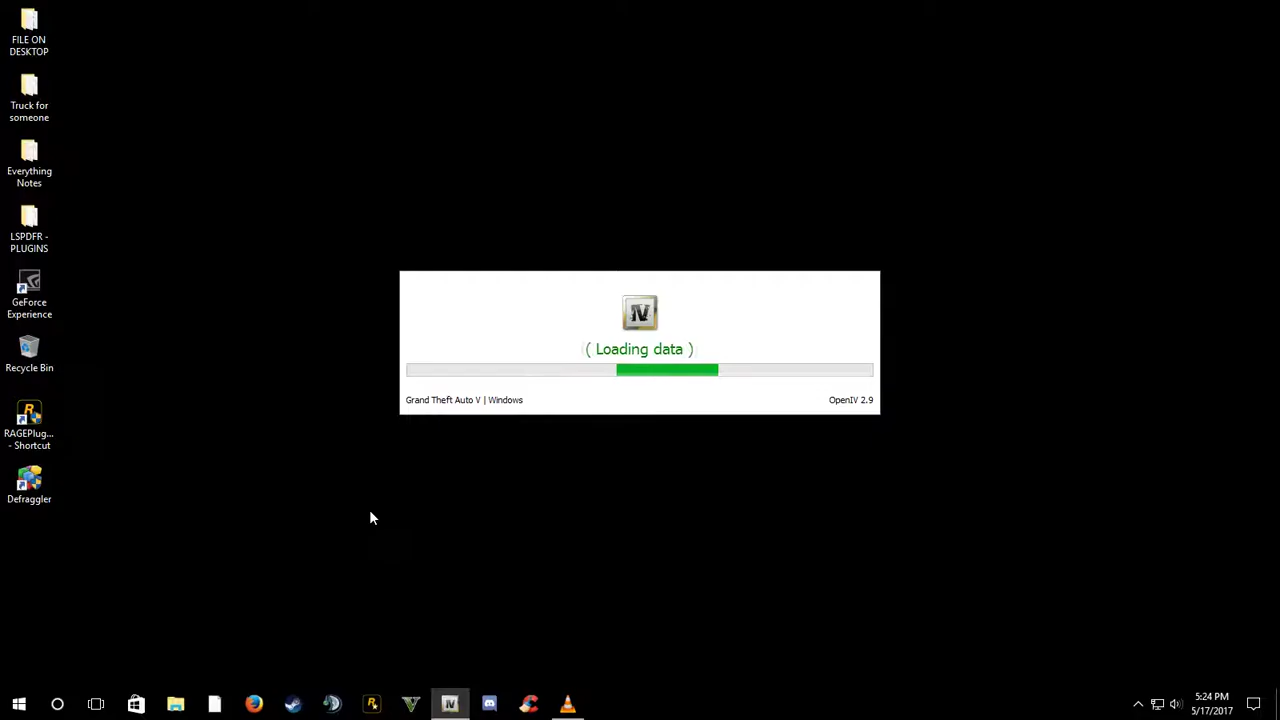 FILE ON
DESKTOP
Truck for
someone
Everything
Notes
LSPDFR -
PLUGINS
GeForce
Experience
Recycle Bin
RAGEPlug...
- Shortcut
Defraggler
IV
( Loading data )
Grand Theft Auto V | Windows
OpenIV 2.9
5:24 PM
5/17/2017